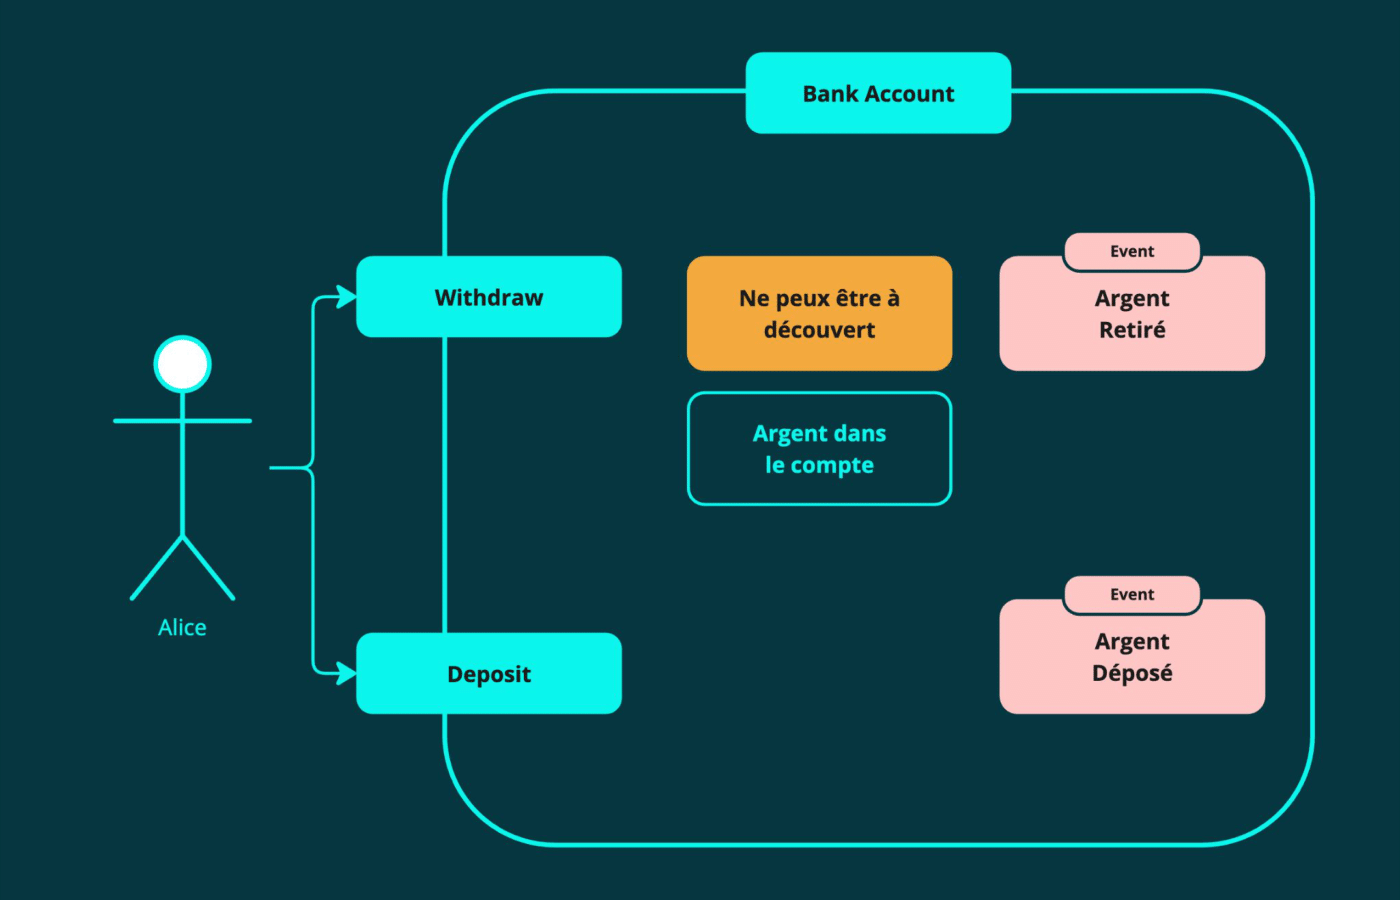 Bank Account
Withdraw
Ne peux être à
découvert
Event
Argent
Retiré
Argent dans
le compte
Alice
Deposit
Event
Argent
Déposé